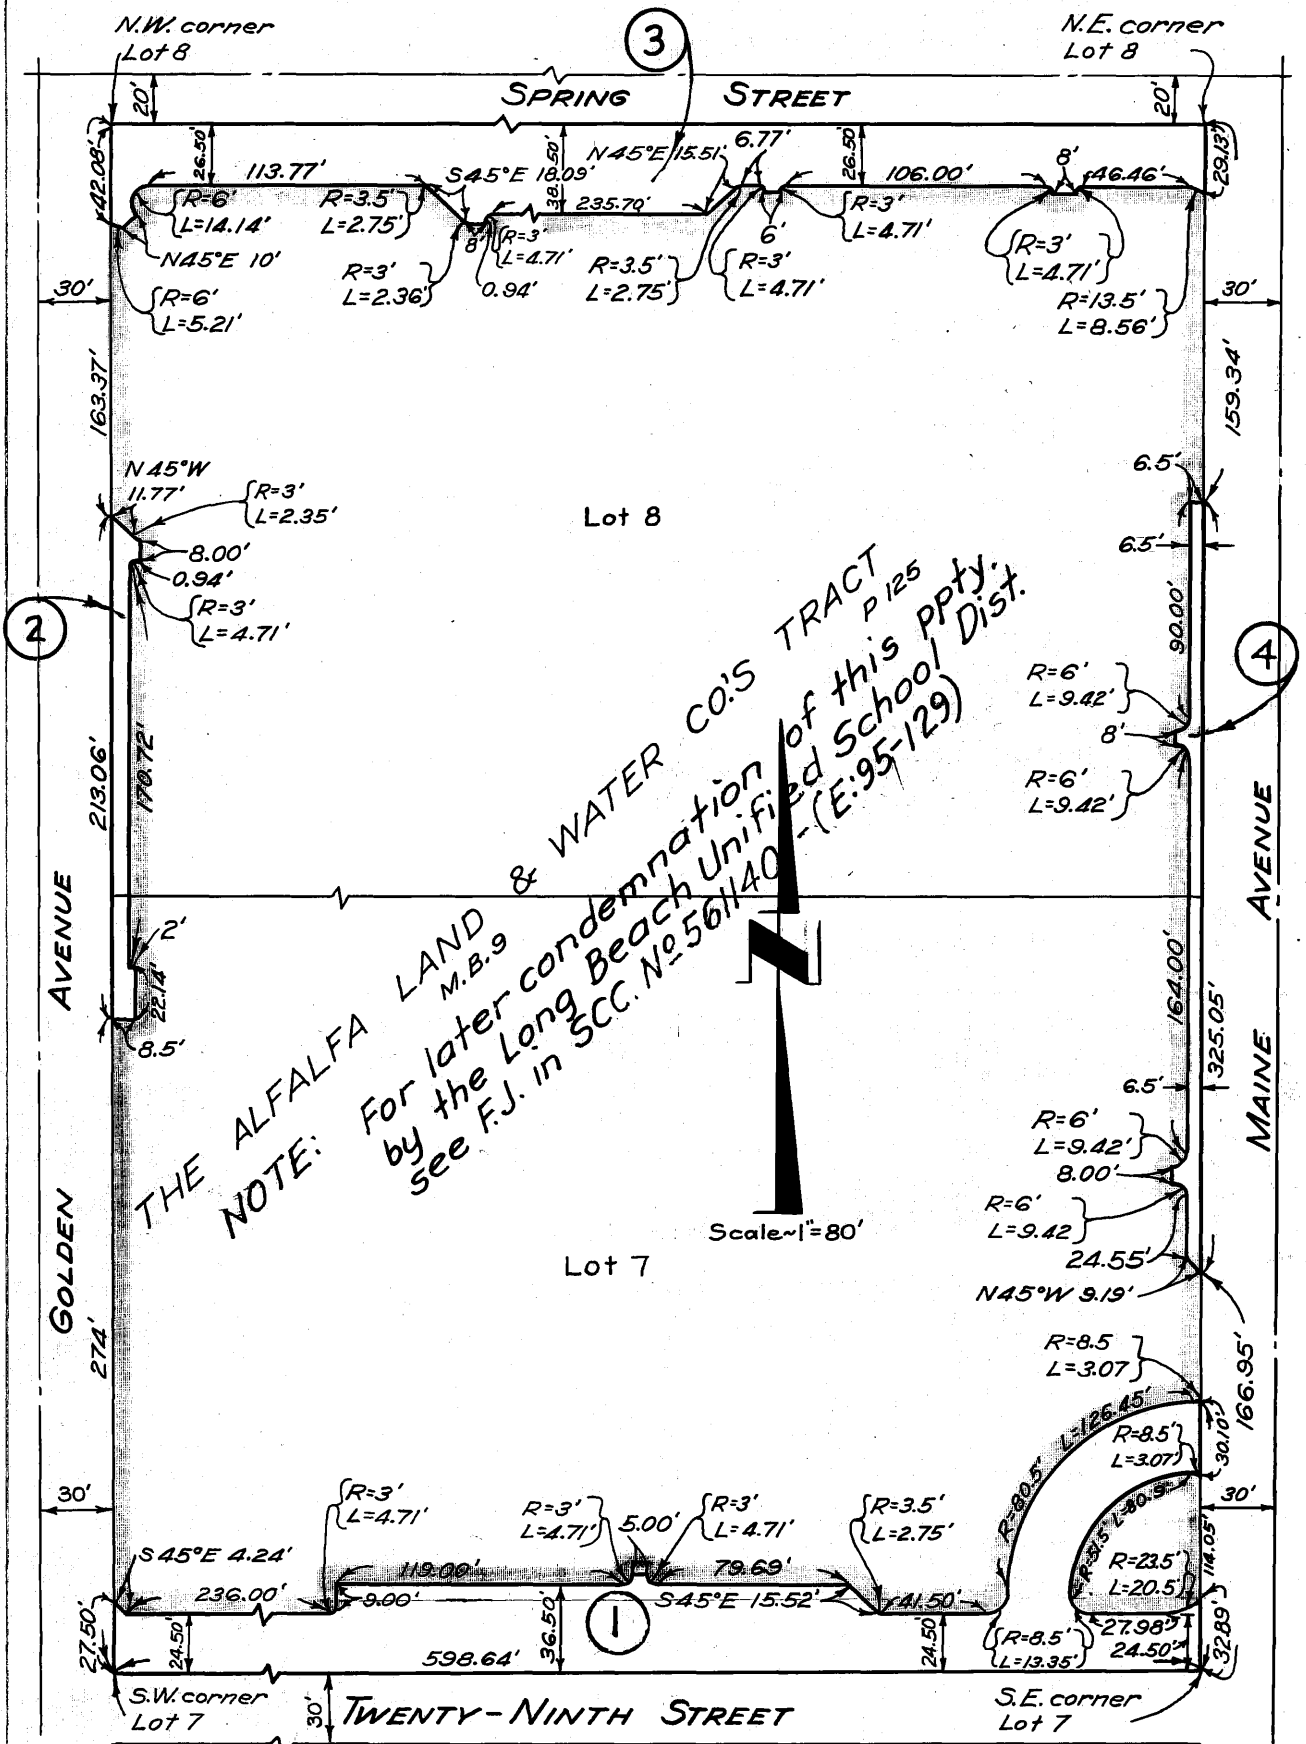 N.W. corner
Lot 8
3
N.E. corner
Lot 8
20'
SPRING STREET
20'
42.08'
26.50'
113.77'
S45°E 18.09'
38.50'
N45°E 15.51'
6.77'
26.50'
106.00'
8'
46.46'
29.13'
R=6'
L=14.14'
R=3.5'
L=2.75'
235.70'
R=3'
L=4.71'
N45°E 10'
8'
R=3'
L=4.71'
6'
R=3'
L=4.71'
30'
R=6'
L=5.21'
R=3'
L=2.36'
0.94'
R=3.5'
L=2.75'
R=3'
L=4.71'
R=13.5'
L=8.56'
30'
163.37'
159.34'
N45°W
11.77'
R=3'
L=2.35'
Lot 8
6.5'
8.00'
0.94'
6.5'
2
R=3'
L=4.71'
90.00'
4
THE ALFALFA LAND & WATER CO.'S TRACT
M.B.9 P 125
NOTE: For later condemnation of this ppty.
by the Long Beach Unified School Dist.
see F.J. in SCC. Nº 561140 - (E:95-129)
R=6'
L=9.42'
8'
R=6'
L=9.42'
213.06'
170.72'
GOLDEN AVENUE
MAINE AVENUE
2'
22.14'
8.5'
164.00'
325.05'
6.5'
R=6'
L=9.42'
8.00'
R=6'
L=9.42
24.55'
N45°W 9.19'
Scale~1"=80'
Lot 7
274'
R=8.5
L=3.07
166.95'
R=80.5' L=126.45'
R=8.5'
L=3.07'
30.10'
30'
R=3'
L=4.71'
R=3'
L=4.71'
5.00'
R=3'
L=4.71'
R=3.5'
L=2.75'
R=51.5' L=80.9'
30'
S45°E 4.24'
119.00'
79.69'
R=23.5'
L=20.5'
114.05'
236.00'
9.00'
S45°E 15.52'
41.50'
27.50'
24.50'
36.50'
1
24.50'
R=8.5'
L=13.35'
27.98'
24.50'
32.89'
598.64'
S.W. corner
Lot 7
30'
TWENTY-NINTH STREET
S.E. corner
Lot 7